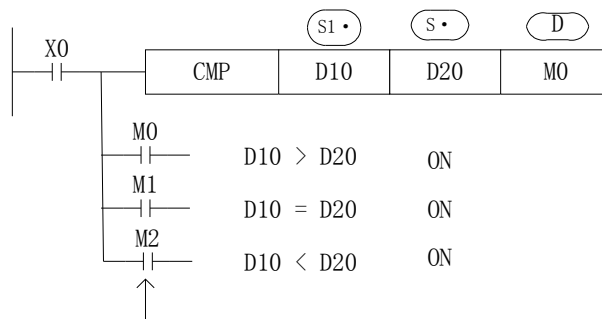 S1· S· D
X0
CMP D10 D20 M0
M0
D10 > D20 ON
M1
D10 = D20 ON
M2
D10 < D20 ON